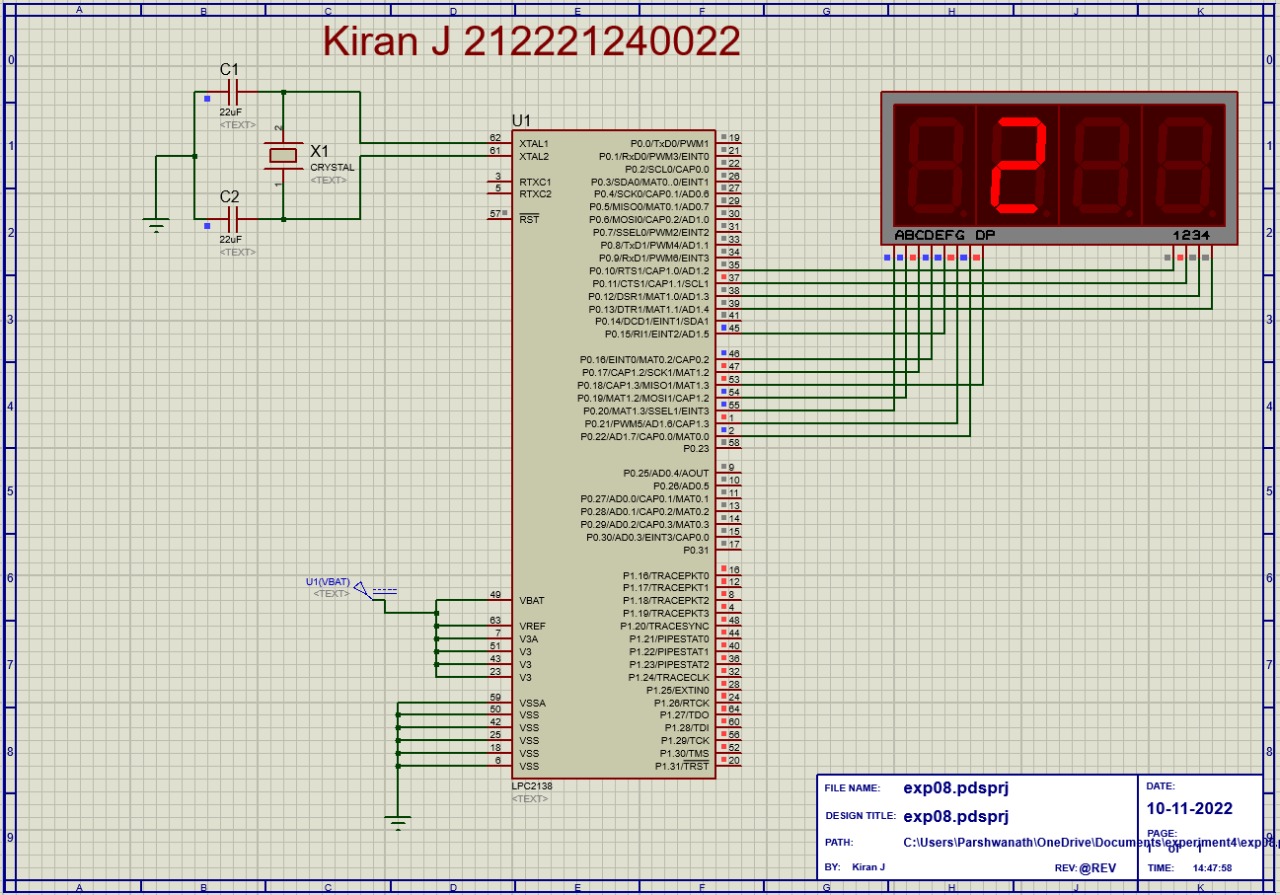 A B C D E F G H J K
Kiran J 212221240022
0 0
C1
22uF
<TEXT>
2
X1
CRYSTAL
<TEXT>
1
C2
22uF
<TEXT>
1 1
2 2
3 3
4 4
5 5
6 6
7 7
8 8
9
U1
62 XTAL1
61 XTAL2
3 RTXC1
5 RTXC2
57 RST
49 VBAT
63 VREF
7 V3A
51 V3
43 V3
23 V3
59 VSSA
50 VSS
42 VSS
25 VSS
18 VSS
6 VSS
U1(VBAT)
<TEXT>
P0.0/TxD0/PWM1 19
P0.1/RxD0/PWM3/EINT0 21
P0.2/SCL0/CAP0.0 22
P0.3/SDA0/MAT0..0/EINT1 26
P0.4/SCK0/CAP0.1/AD0.6 27
P0.5/MISO0/MAT0.1/AD0.7 29
P0.6/MOSI0/CAP0.2/AD1.0 30
P0.7/SSEL0/PWM2/EINT2 31
P0.8/TxD1/PWM4/AD1.1 33
P0.9/RxD1/PWM6/EINT3 34
P0.10/RTS1/CAP1.0/AD1.2 35
P0.11/CTS1/CAP1.1/SCL1 37
P0.12/DSR1/MAT1.0/AD1.3 38
P0.13/DTR1/MAT1.1/AD1.4 39
P0.14/DCD1/EINT1/SDA1 41
P0.15/RI1/EINT2/AD1.5 45
P0.16/EINT0/MAT0.2/CAP0.2 46
P0.17/CAP1.2/SCK1/MAT1.2 47
P0.18/CAP1.3/MISO1/MAT1.3 53
P0.19/MAT1.2/MOSI1/CAP1.2 54
P0.20/MAT1.3/SSEL1/EINT3 55
P0.21/PWM5/AD1.6/CAP1.3 1
P0.22/AD1.7/CAP0.0/MAT0.0 2
P0.23 58
P0.25/AD0.4/AOUT 9
P0.26/AD0.5 10
P0.27/AD0.0/CAP0.1/MAT0.1 11
P0.28/AD0.1/CAP0.2/MAT0.2 13
P0.29/AD0.2/CAP0.3/MAT0.3 14
P0.30/AD0.3/EINT3/CAP0.0 15
P0.31 17
P1.16/TRACEPKT0 16
P1.17/TRACEPKT1 12
P1.18/TRACEPKT2 8
P1.19/TRACEPKT3 4
P1.20/TRACESYNC 48
P1.21/PIPESTAT0 44
P1.22/PIPESTAT1 40
P1.23/PIPESTAT2 36
P1.24/TRACECLK 32
P1.25/EXTIN0 28
P1.26/RTCK 24
P1.27/TDO 64
P1.28/TDI 60
P1.29/TCK 56
P1.30/TMS 52
P1.31/TRST 20
LPC2138
<TEXT>
2
ABCDEFG DP 1234
FILE NAME: exp08.pdsprj
DESIGN TITLE: exp08.pdsprj
PATH: C:\Users\Parshwanath\OneDrive\Documents\experiment4\exp08.p
BY: Kiran J REV:@REV
DATE:
10-11-2022
PAGE:
1 of 1
TIME: 14:47:58
A B C D E F G H J K